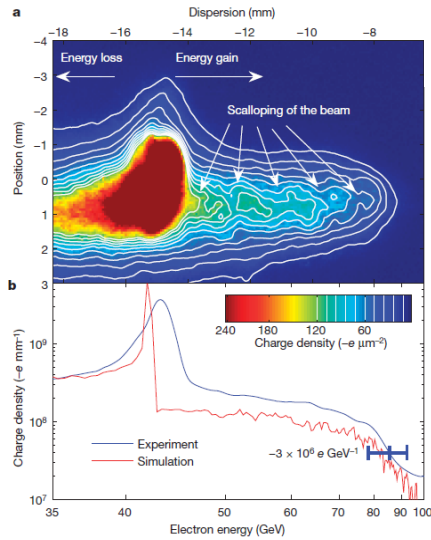 Dispersion (mm)
−18 −16 −14 −12 −10 −8
a
−4
−3
−2
−1
0
1
2
3
Position (mm)
Energy loss
Energy gain
Scalloping of the beam
b
240 180 120 60
Charge density (−e µm⁻²)
10⁹
10⁸
10⁷
Charge density (−e mm⁻¹)
Experiment
Simulation
−3 × 10⁶ e GeV⁻¹
35 40 50 60 70 80 90 100
Electron energy (GeV)